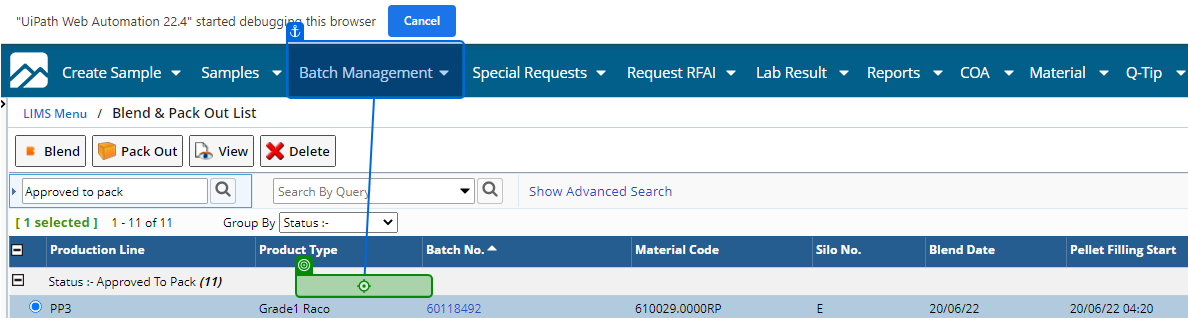 "UiPath Web Automation 22.4" started debugging this browser Cancel
Create Sample Samples Batch Management Special Requests Request RFAI Lab Result Reports COA Material Q-Tip
LIMS Menu / Blend & Pack Out List
Blend Pack Out View Delete
Approved to pack Search By Query Show Advanced Search
[ 1 selected ] 1 - 11 of 11 Group By Status :-
Production Line Product Type Batch No. Material Code Silo No. Blend Date Pellet Filling Start
Status :- Approved To Pack (11)
PP3 Grade1 Raco 60118492 610029.0000RP E 20/06/22 20/06/22 04:20